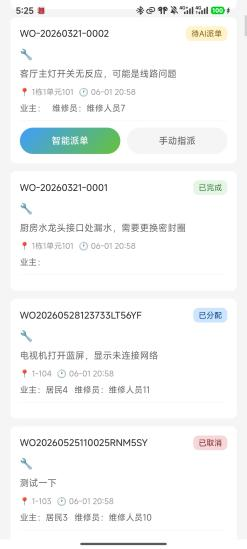 5:25
100
WO-20260321-0002 待AI派单
客厅主灯开关无反应，可能是线路问题
1栋1单元101 06-01 20:58
业主： 维修员：维修人员7
智能派单 手动指派
WO-20260321-0001 已完成
厨房水龙头接口处漏水，需要更换密封圈
1栋1单元101 06-01 20:58
业主：
WO20260528123733LT56YF 已分配
电视机打开蓝屏，显示未连接网络
1-104 06-01 20:58
业主：居民4 维修员：维修人员11
WO20260525110025RNM5SY 已取消
测试一下
1-103 06-01 20:58
业主：居民3 维修员：维修人员10